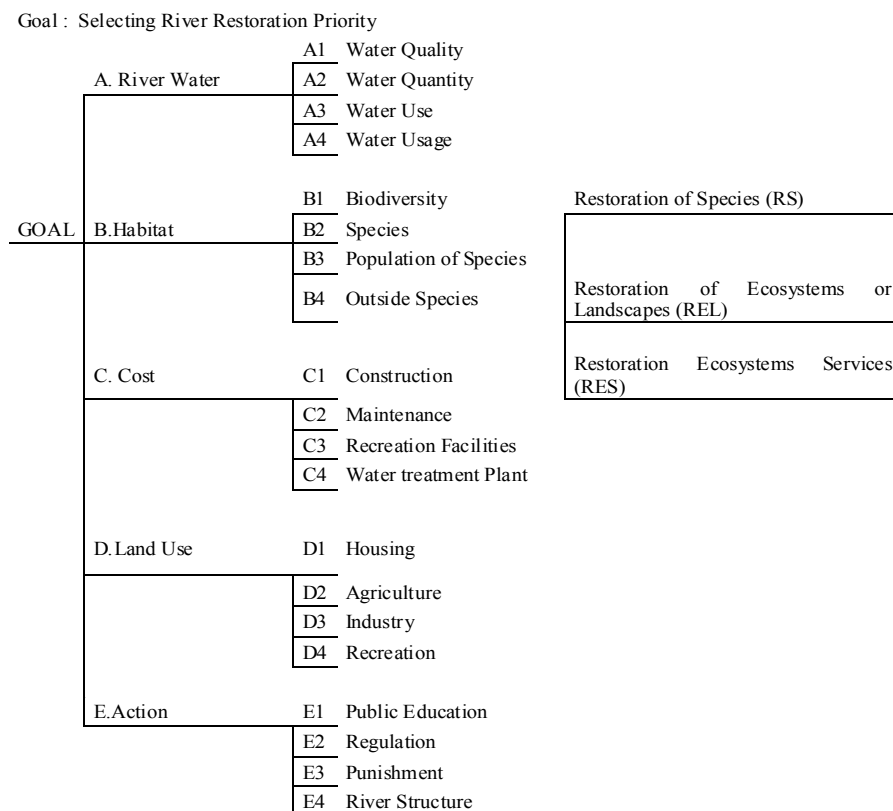 Goal : Selecting River Restoration Priority
A1 Water Quality
A. River Water A2 Water Quantity
A3 Water Use
A4 Water Usage
B1 Biodiversity Restoration of Species (RS)
GOAL B.Habitat B2 Species
B3 Population of Species
B4 Outside Species Restoration of Ecosystems or
Landscapes (REL)
C. Cost C1 Construction Restoration Ecosystems Services
(RES)
C2 Maintenance
C3 Recreation Facilities
C4 Water treatment Plant
D.Land Use D1 Housing
D2 Agriculture
D3 Industry
D4 Recreation
E.Action E1 Public Education
E2 Regulation
E3 Punishment
E4 River Structure